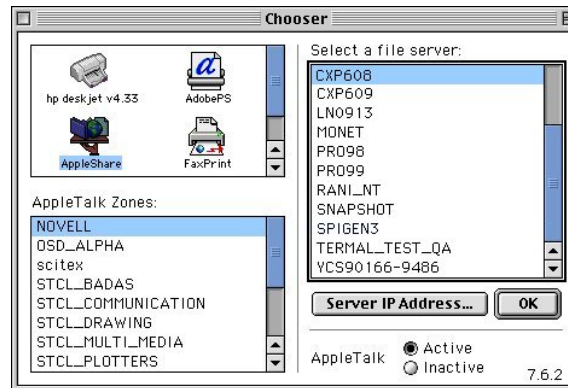 Chooser
hp deskjet v4.33
AdobePS
AppleShare
FaxPrint
AppleTalk Zones:
NOVELL
OSD_ALPHA
scitex
STCL_BADAS
STCL_COMMUNICATION
STCL_DRAWING
STCL_MULTI_MEDIA
STCL_PLOTTERS
Select a file server:
CXP608
CXP609
LN0913
MONET
PRO98
PRO99
RANI_NT
SNAPSHOT
SPIGEN3
TERMAL_TEST_QA
YCS90166-9486
Server IP Address...
OK
AppleTalk
Active
Inactive
7.6.2